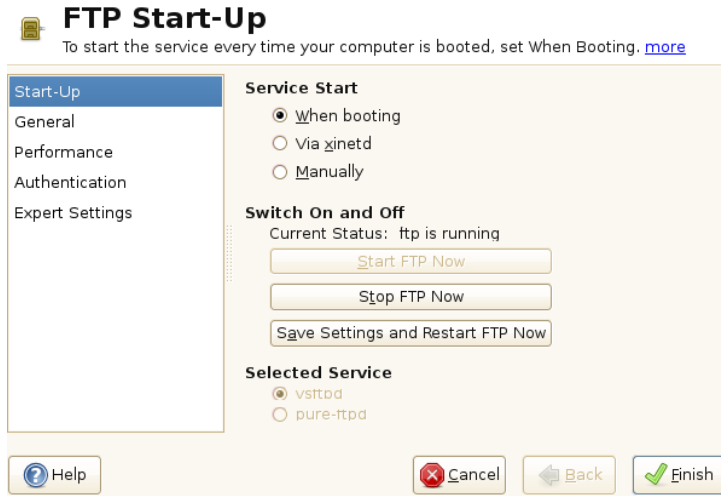 FTP Start-Up
To start the service every time your computer is booted, set When Booting. more
Start-Up
General
Performance
Authentication
Expert Settings
Service Start
When booting
Via xinetd
Manually
Switch On and Off
Current Status: ftp is running
Start FTP Now
Stop FTP Now
Save Settings and Restart FTP Now
Selected Service
vsftpd
pure-ftpd
Help
Cancel
Back
Finish